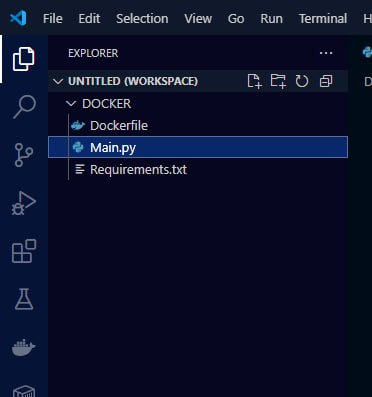 File Edit Selection View Go Run Terminal H
EXPLORER
UNTITLED (WORKSPACE)
DOCKER
D
Dockerfile
Main.py
Requirements.txt